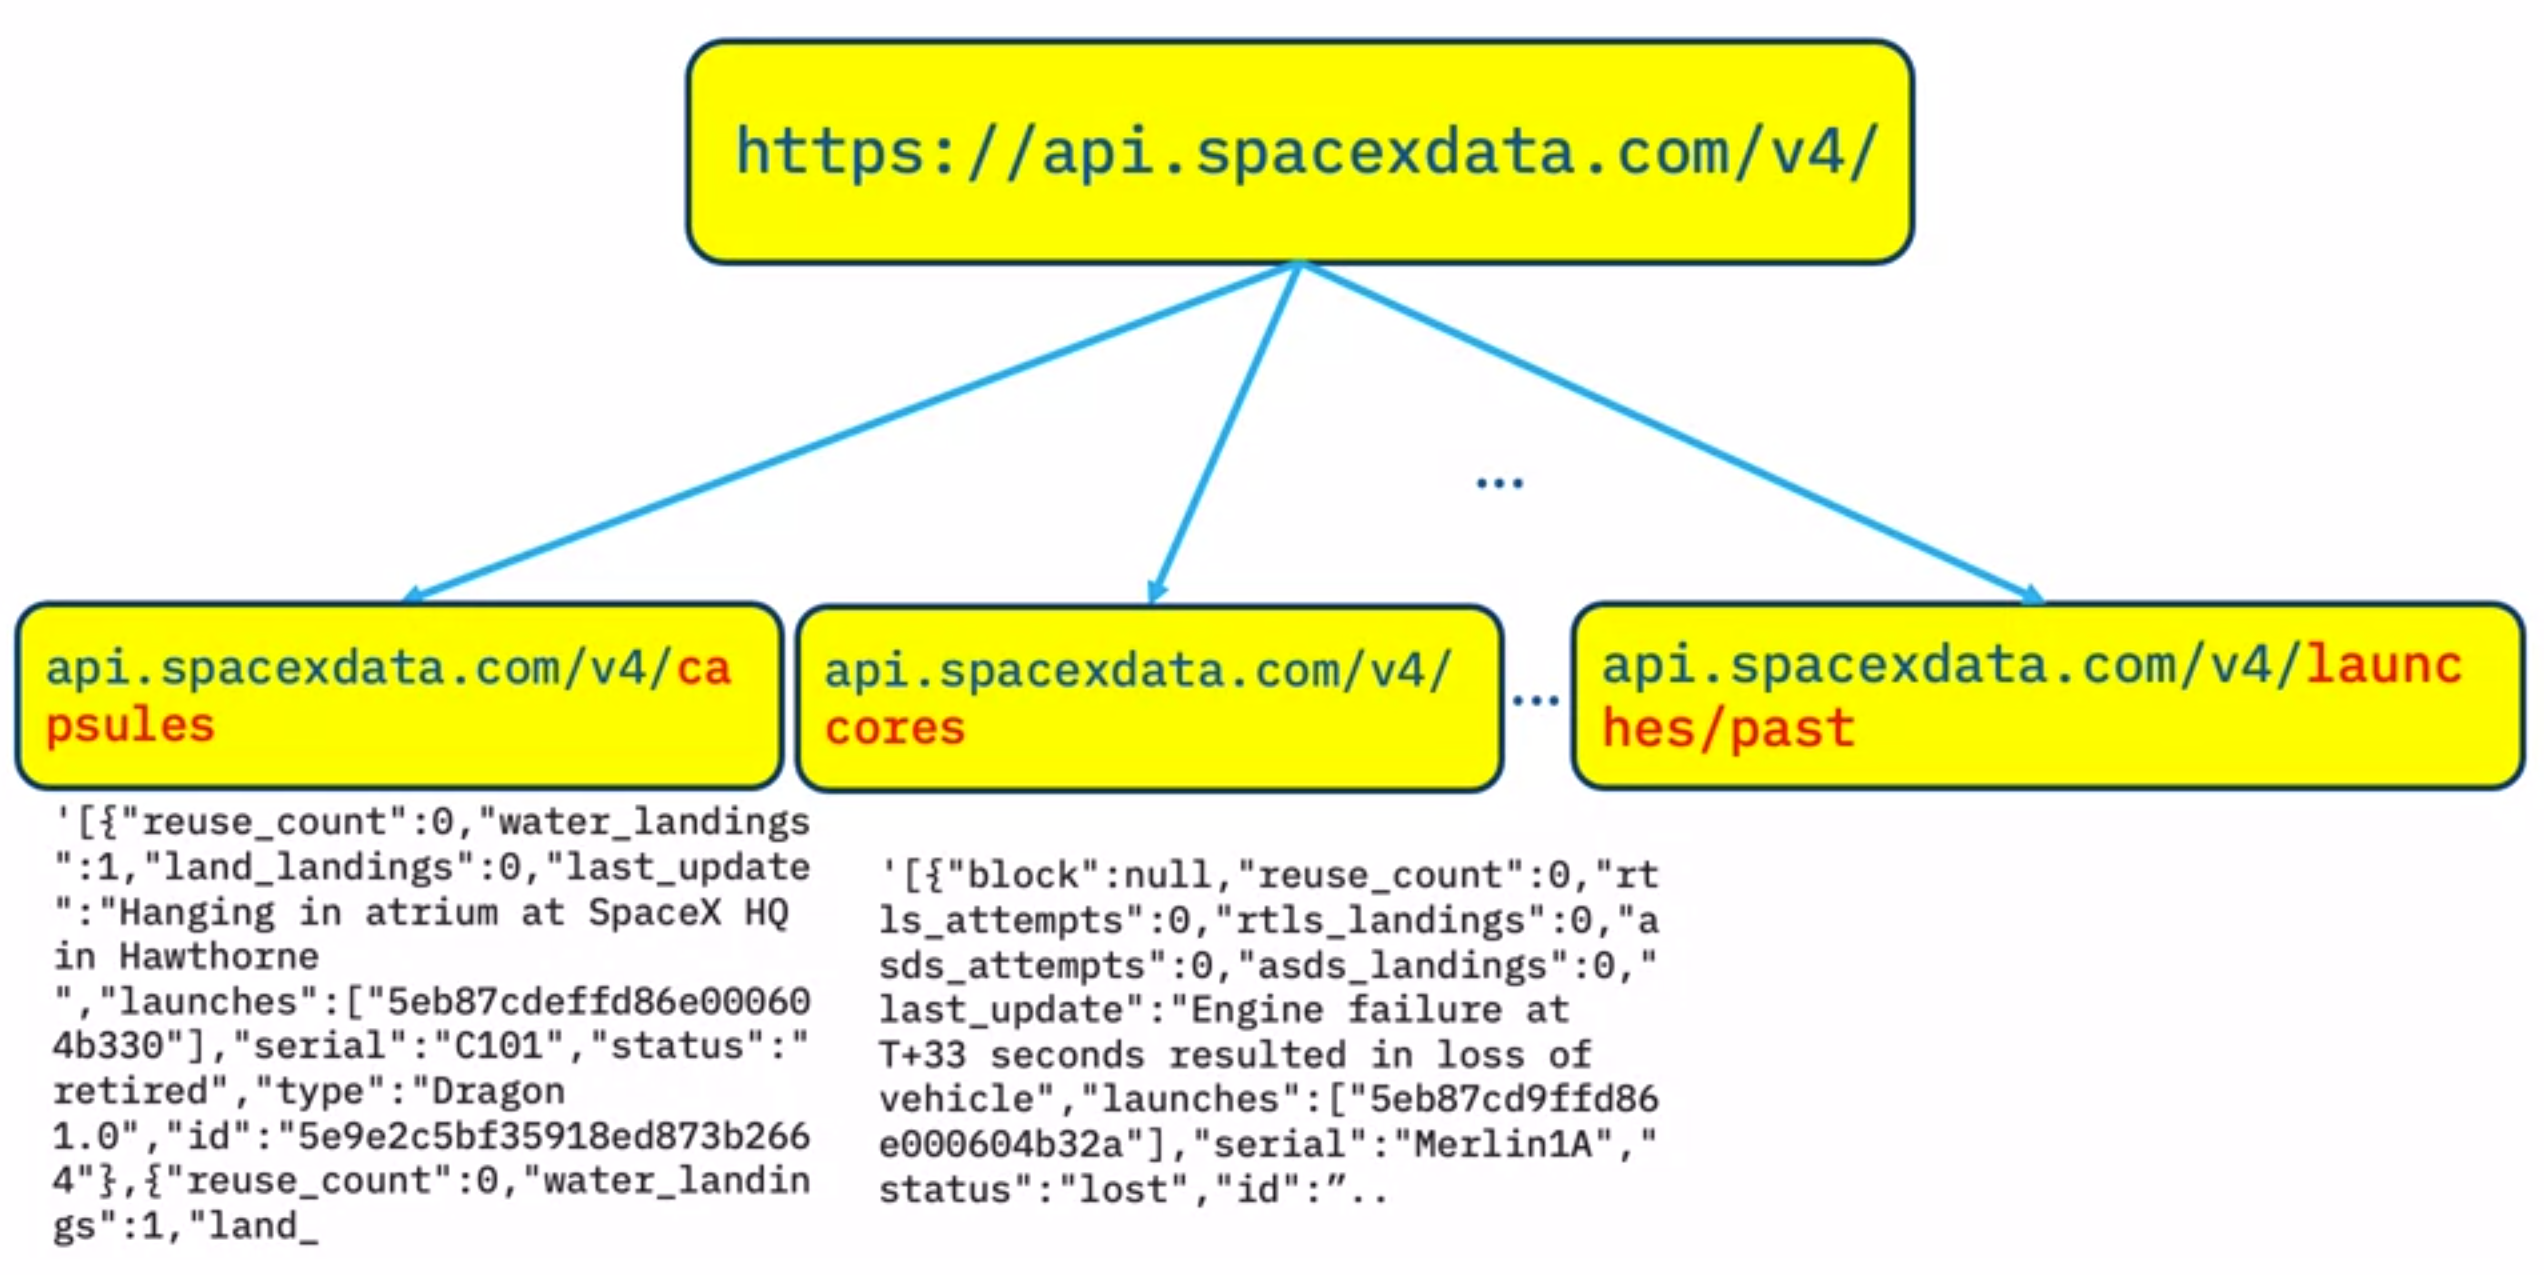 https://api.spacexdata.com/v4/
...
api.spacexdata.com/v4/ca
psules
api.spacexdata.com/v4/
cores
...
api.spacexdata.com/v4/launc
hes/past
'[{"reuse_count":0,"water_landings
":1,"land_landings":0,"last_update
":"Hanging in atrium at SpaceX HQ
in Hawthorne
","launches":["5eb87cdeffd86e00060
4b330"],"serial":"C101","status":"
retired","type":"Dragon
1.0","id":"5e9e2c5bf35918ed873b266
4"},{"reuse_count":0,"water_landin
gs":1,"land_
'[{"block":null,"reuse_count":0,"rt
ls_attempts":0,"rtls_landings":0,"a
sds_attempts":0,"asds_landings":0,"
last_update":"Engine failure at
T+33 seconds resulted in loss of
vehicle","launches":["5eb87cd9ffd86
e000604b32a"],"serial":"Merlin1A","
status":"lost","id":”..